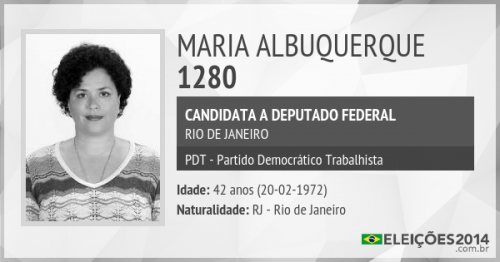 MARIA ALBUQUERQUE
1280
CANDIDATA A DEPUTADO FEDERAL
RIO DE JANEIRO
PDT - Partido Democrático Trabalhista
Idade: 42 anos (20-02-1972)
Naturalidade: RJ - Rio de Janeiro
ELEIÇÕES2014
.com.br